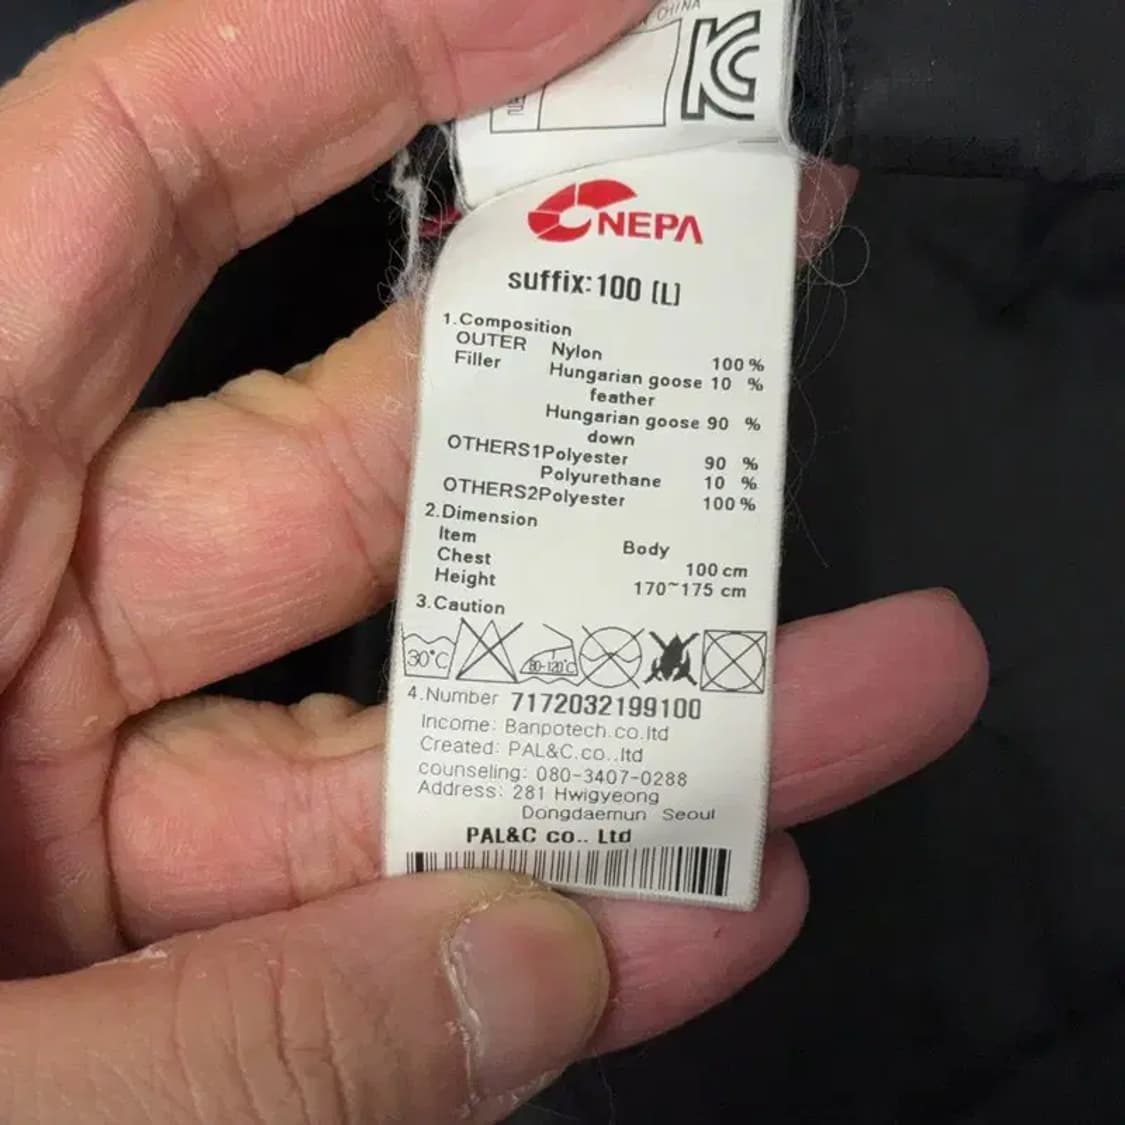 CHINA
KC
NEPA
suffix:100 (L)
1.Composition
OUTER Nylon 100 %
Filler Hungarian goose 10 %
feather
Hungarian goose 90 %
down
OTHERS1Polyester 90 %
Polyurethane 10 %
OTHERS2Polyester 100 %
2.Dimension
Item Body
Chest 100 cm
Height 170~175 cm
3.Caution
30°C 80-120°C
4.Number 7172032199100
Income: Banpotech.co.ltd
Created: PAL&C.co..ltd
counseling: 080-3407-0288
Address: 281 Hwigyeong
Dongdaemun Seoul
PAL&C co.. Ltd